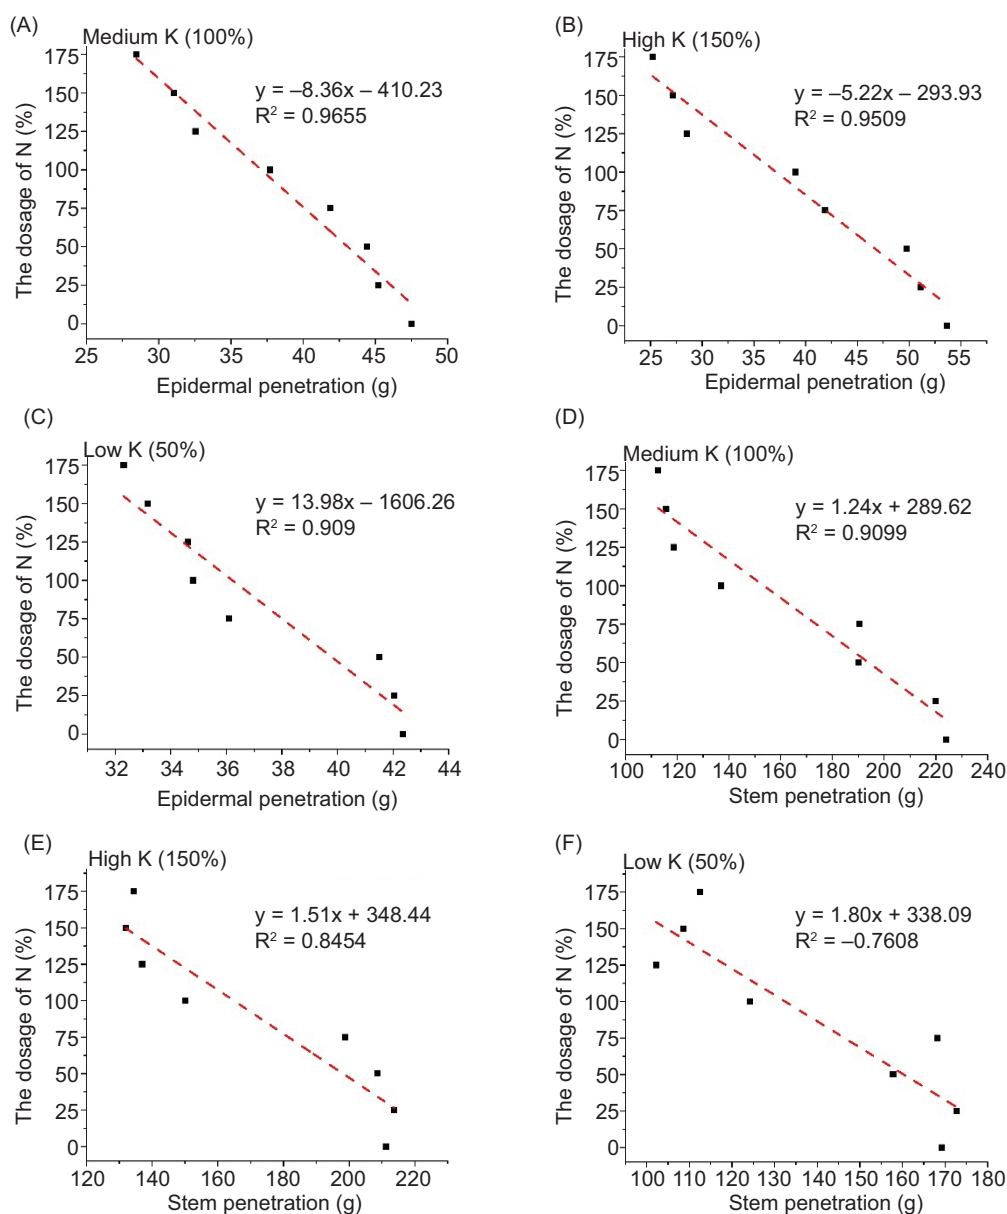 (A)
Medium K (100%)
y = –8.36x – 410.23
R² = 0.9655
The dosage of N (%)
175
150
125
100
75
50
25
0
25 30 35 40 45 50
Epidermal penetration (g)
(B)
High K (150%)
y = –5.22x – 293.93
R² = 0.9509
The dosage of N (%)
175
150
125
100
75
50
25
0
25 30 35 40 45 50 55
Epidermal penetration (g)
(C)
Low K (50%)
y = 13.98x – 1606.26
R² = 0.909
The dosage of N (%)
175
150
125
100
75
50
25
0
32 34 36 38 40 42 44
Epidermal penetration (g)
(D)
Medium K (100%)
y = 1.24x + 289.62
R² = 0.9099
The dosage of N (%)
175
150
125
100
75
50
25
0
100 120 140 160 180 200 220 240
Stem penetration (g)
(E)
High K (150%)
y = 1.51x + 348.44
R² = 0.8454
The dosage of N (%)
175
150
125
100
75
50
25
0
120 140 160 180 200 220
Stem penetration (g)
(F)
Low K (50%)
y = 1.80x + 338.09
R² = –0.7608
The dosage of N (%)
175
150
125
100
75
50
25
0
100 110 120 130 140 150 160 170 180
Stem penetration (g)